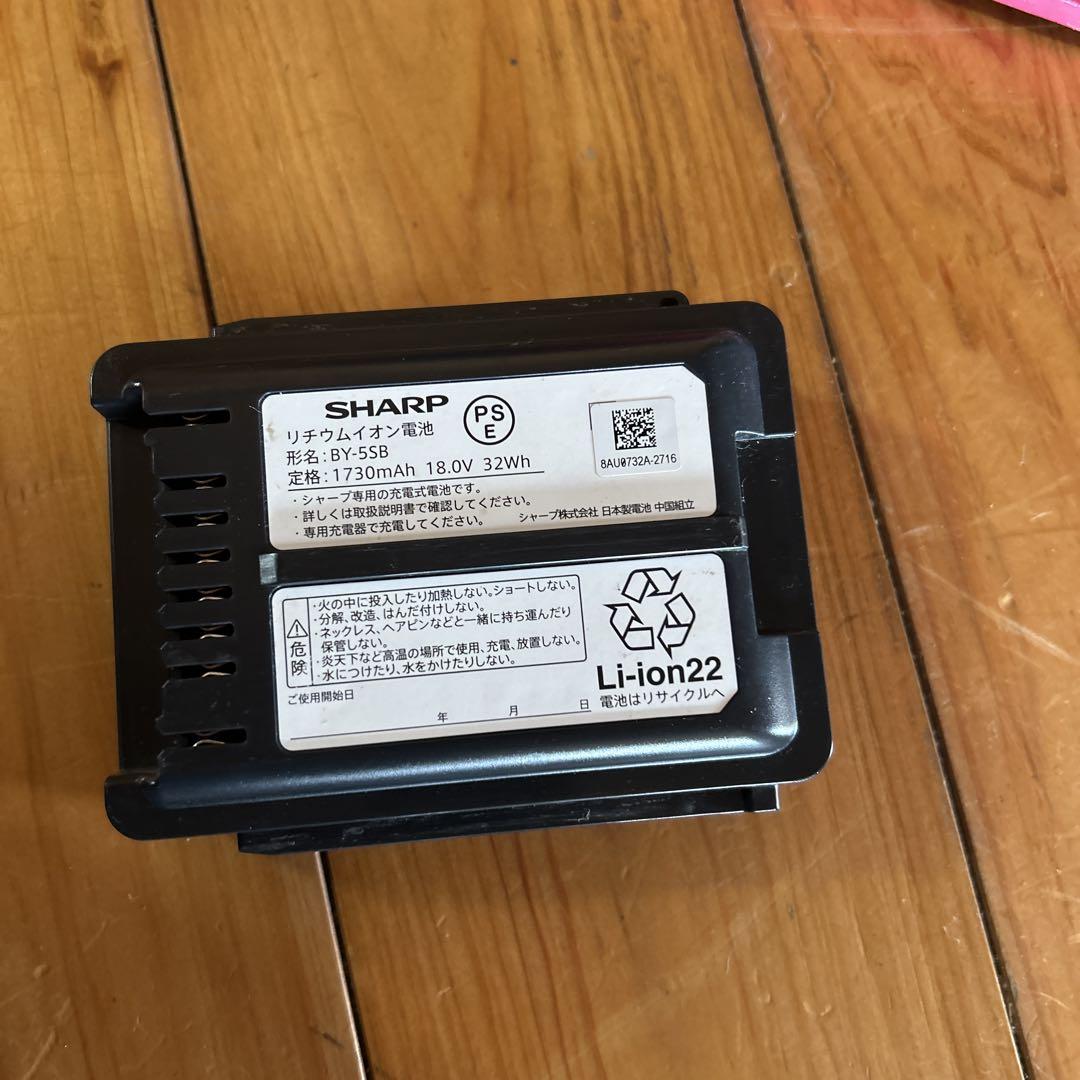 SHARP
PS
E
リチウムイオン電池
形名:BY-5SB
定格:1730mAh 18.0V 32Wh
・シャープ専用の充電式電池です。
・詳しくは取扱説明書で確認してください。
・専用充電器で充電してください。
シャープ株式会社 日本製電池 中国組立
8AU0732A-2716
危険
・火の中に投入したり加熱しない。ショートしない。
・分解、改造、はんだ付けしない。
・ネックレス、ヘアピンなどと一緒に持ち運んだり
保管しない。
・炎天下など高温の場所で使用、充電、放置しない。
・水につけたり、水をかけたりしない。
ご使用開始日
年 月 日
Li-ion22
電池はリサイクルへ